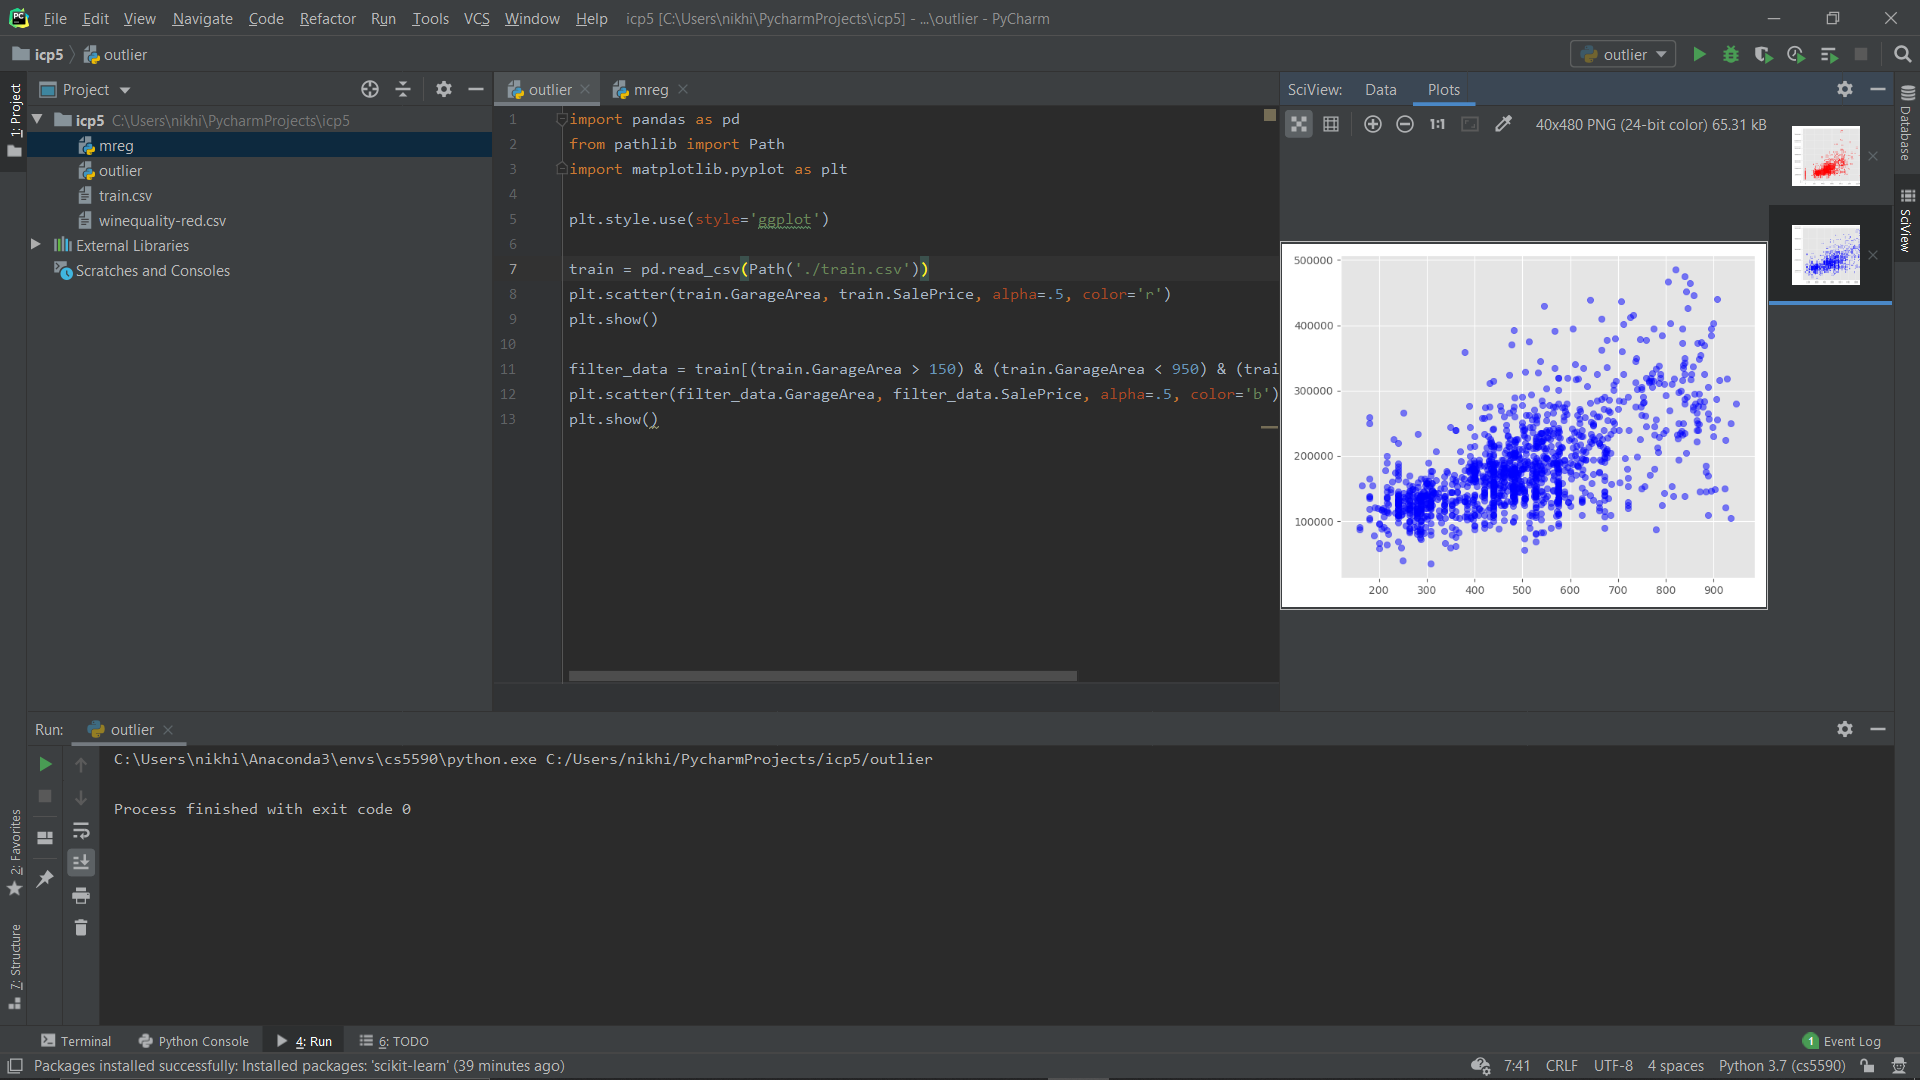 File Edit View Navigate Code Refactor Run Tools VCS Window Help icp5 [C:\Users\nikhi\PycharmProjects\icp5] - ...\outlier - PyCharm
icp5 outlier
outlier
1: Project
Project
icp5 C:\Users\nikhi\PycharmProjects\icp5
mreg
outlier
train.csv
winequality-red.csv
External Libraries
Scratches and Consoles
outlier mreg
1 import pandas as pd
2 from pathlib import Path
3 import matplotlib.pyplot as plt
4
5 plt.style.use(style='ggplot')
6
7 train = pd.read_csv(Path('./train.csv'))
8 plt.scatter(train.GarageArea, train.SalePrice, alpha=.5, color='r')
9 plt.show()
10
11 filter_data = train[(train.GarageArea > 150) & (train.GarageArea < 950) & (trai
12 plt.scatter(filter_data.GarageArea, filter_data.SalePrice, alpha=.5, color='b')
13 plt.show()
SciView: Data Plots
1:1 40x480 PNG (24-bit color) 65.31 kB
500000
400000
300000
200000
100000
200 300 400 500 600 700 800 900
Database
SciView
Run: outlier
C:\Users\nikhi\Anaconda3\envs\cs5590\python.exe C:/Users/nikhi/PycharmProjects/icp5/outlier
Process finished with exit code 0
2: Favorites
7: Structure
Terminal Python Console 4: Run 6: TODO
1 Event Log
Packages installed successfully: Installed packages: 'scikit-learn' (39 minutes ago)
7:41 CRLF UTF-8 4 spaces Python 3.7 (cs5590)